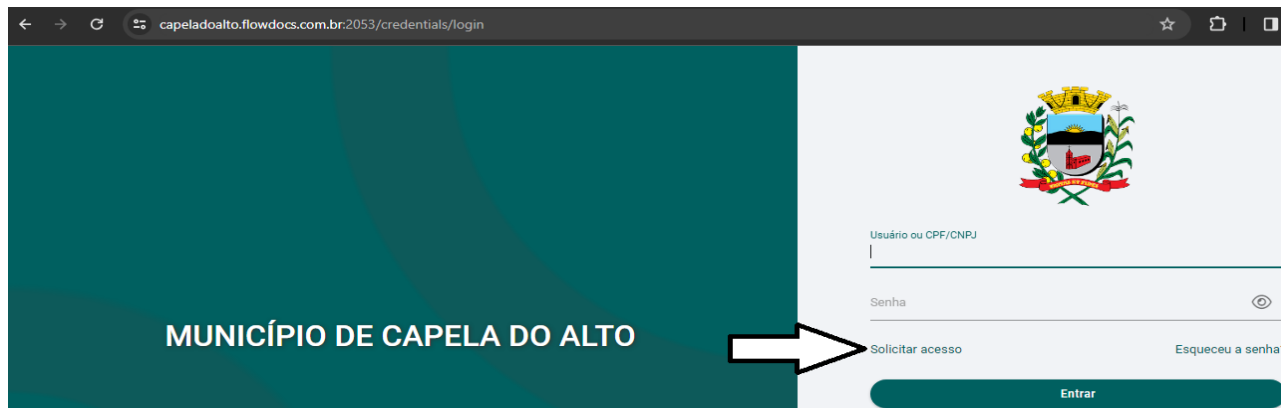 capeladoalto.flowdocs.com.br:2053/credentials/login
Usuário ou CPF/CNPJ
Senha
MUNICÍPIO DE CAPELA DO ALTO
Solicitar acesso
Esqueceu a senha?
Entrar